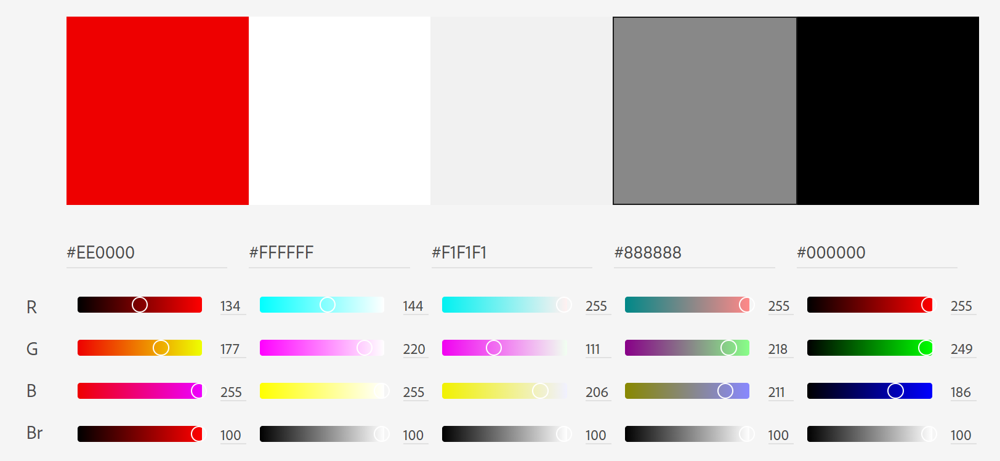 #EE0000 #FFFFFF #F1F1F1 #888888 #000000
R 134 144 255 255 255
G 177 220 111 218 249
B 255 255 206 211 186
Br 100 100 100 100 100